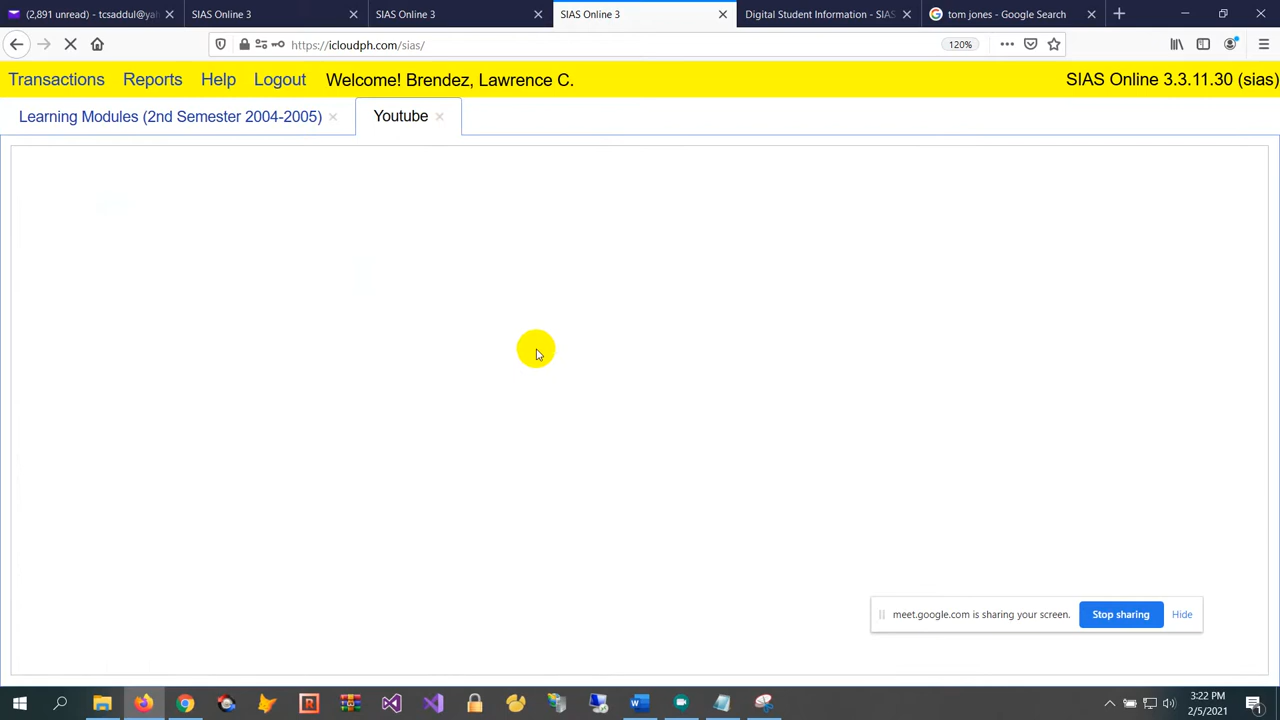 (2,891 unread) - tcsaddul@yah
SIAS Online 3
SIAS Online 3
SIAS Online 3
Digital Student Information - SIAS
tom jones - Google Search
https://icloudph.com/sias/
120%
Transactions Reports Help Logout Welcome! Brendez, Lawrence C. SIAS Online 3.3.11.30 (sias)
Learning Modules (2nd Semester 2004-2005) Youtube
meet.google.com is sharing your screen. Stop sharing Hide
3:22 PM
2/5/2021